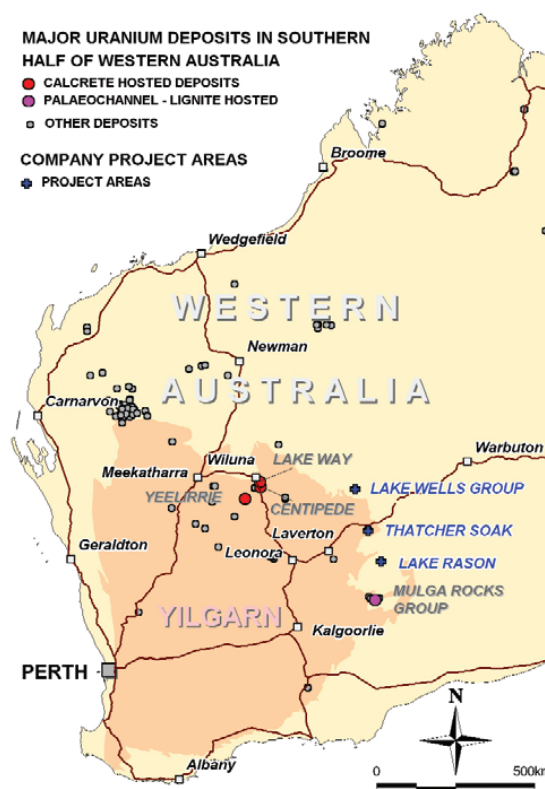 MAJOR URANIUM DEPOSITS IN SOUTHERN
HALF OF WESTERN AUSTRALIA
CALCRETE HOSTED DEPOSITS
PALAEOCHANNEL - LIGNITE HOSTED
OTHER DEPOSITS
COMPANY PROJECT AREAS
PROJECT AREAS
Broome
Wedgefield
WESTERN
Newman
AUSTRALIA
Carnarvon
Warbuton
Meekatharra
Wiluna
LAKE WAY
YEELIRRIE
CENTIPEDE
LAKE WELLS GROUP
Laverton
THATCHER SOAK
Geraldton
Leonora
LAKE RASON
MULGA ROCKS
GROUP
YILGARN
Kalgoorlie
PERTH
N
Albany
0
500km